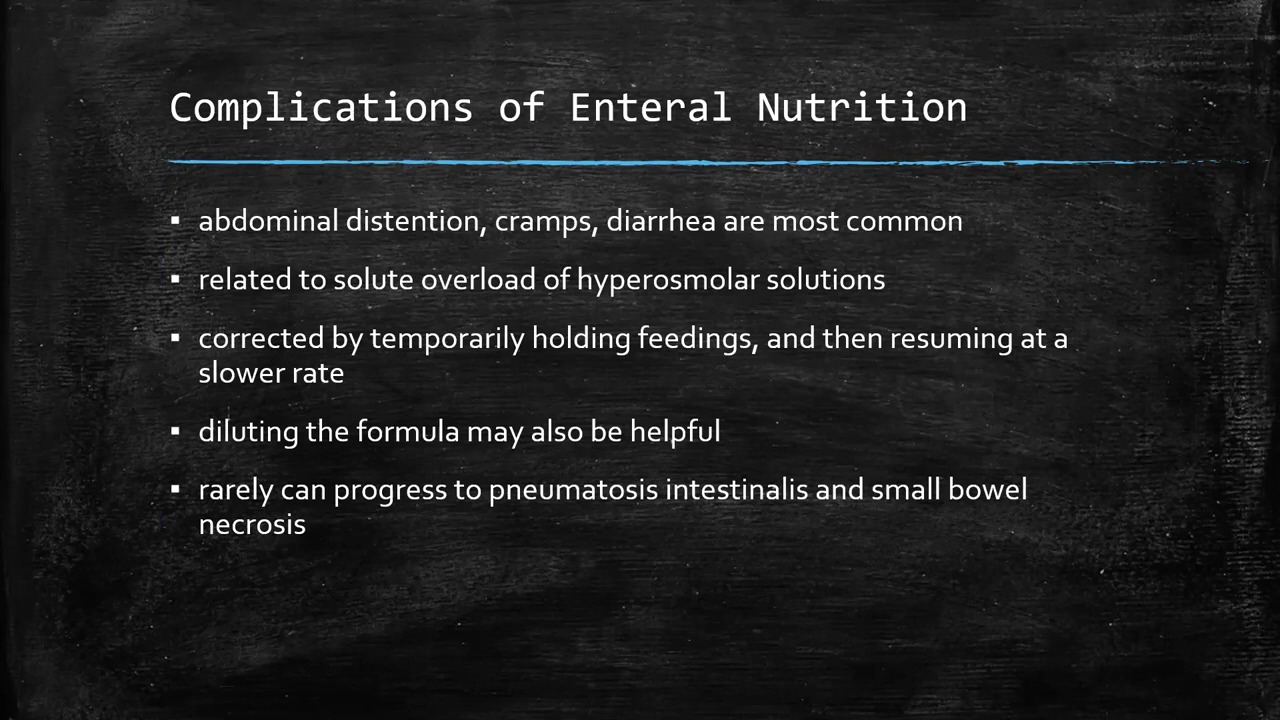 Complications of Enteral Nutrition
▪ abdominal distention, cramps, diarrhea are most common
▪ related to solute overload of hyperosmolar solutions
▪ corrected by temporarily holding feedings, and then resuming at a
slower rate
▪ diluting the formula may also be helpful
▪ rarely can progress to pneumatosis intestinalis and small bowel
necrosis